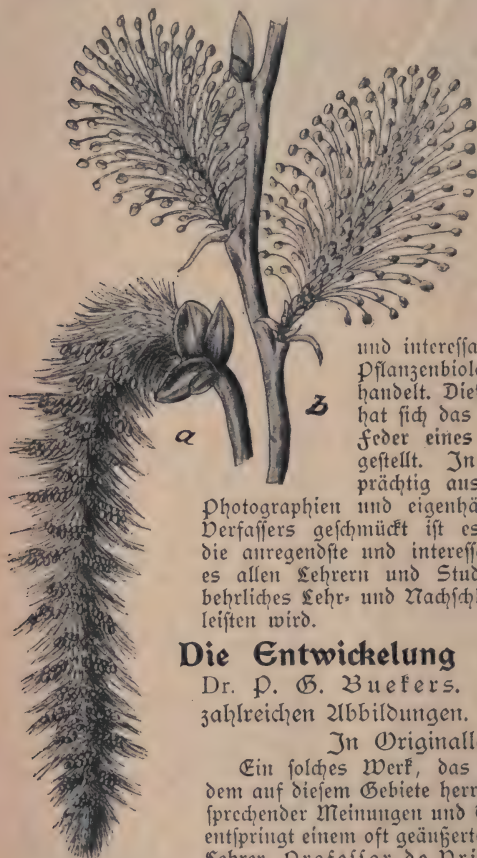 und interessa
Pflanzenbiolo
handelt. Die
hat sich das
Feder eines
gestellt. In
prächtig aus
Photographien und eigenhä
Verfassers geschmückt ist es
die anregendste und interess
es allen Lehrern und Stud
behrliches Lehr- und Nachsch
leisten wird.
Die Entwickelung
Dr. P. G. Buekers.
zahlreichen Abbildungen.
In Originall
Ein solches Werk, das
dem auf diesem Gebiete herr
sprechender Meinungen und
entspringt einem oft geäußert
a
b